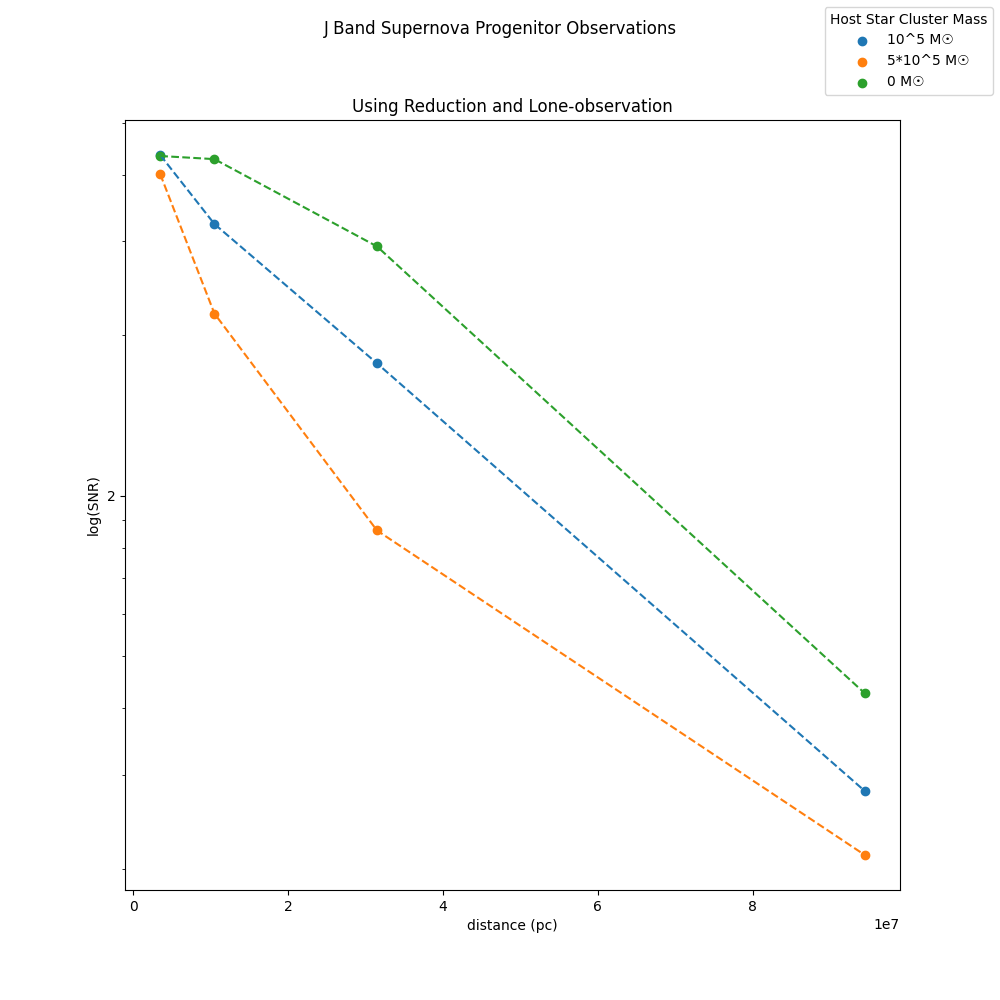 J Band Supernova Progenitor Observations
Host Star Cluster Mass
10^5 M☉
5*10^5 M☉
0 M☉
Using Reduction and Lone-observation
log(SNR)
2
0 2 4 6 8
1e7
distance (pc)